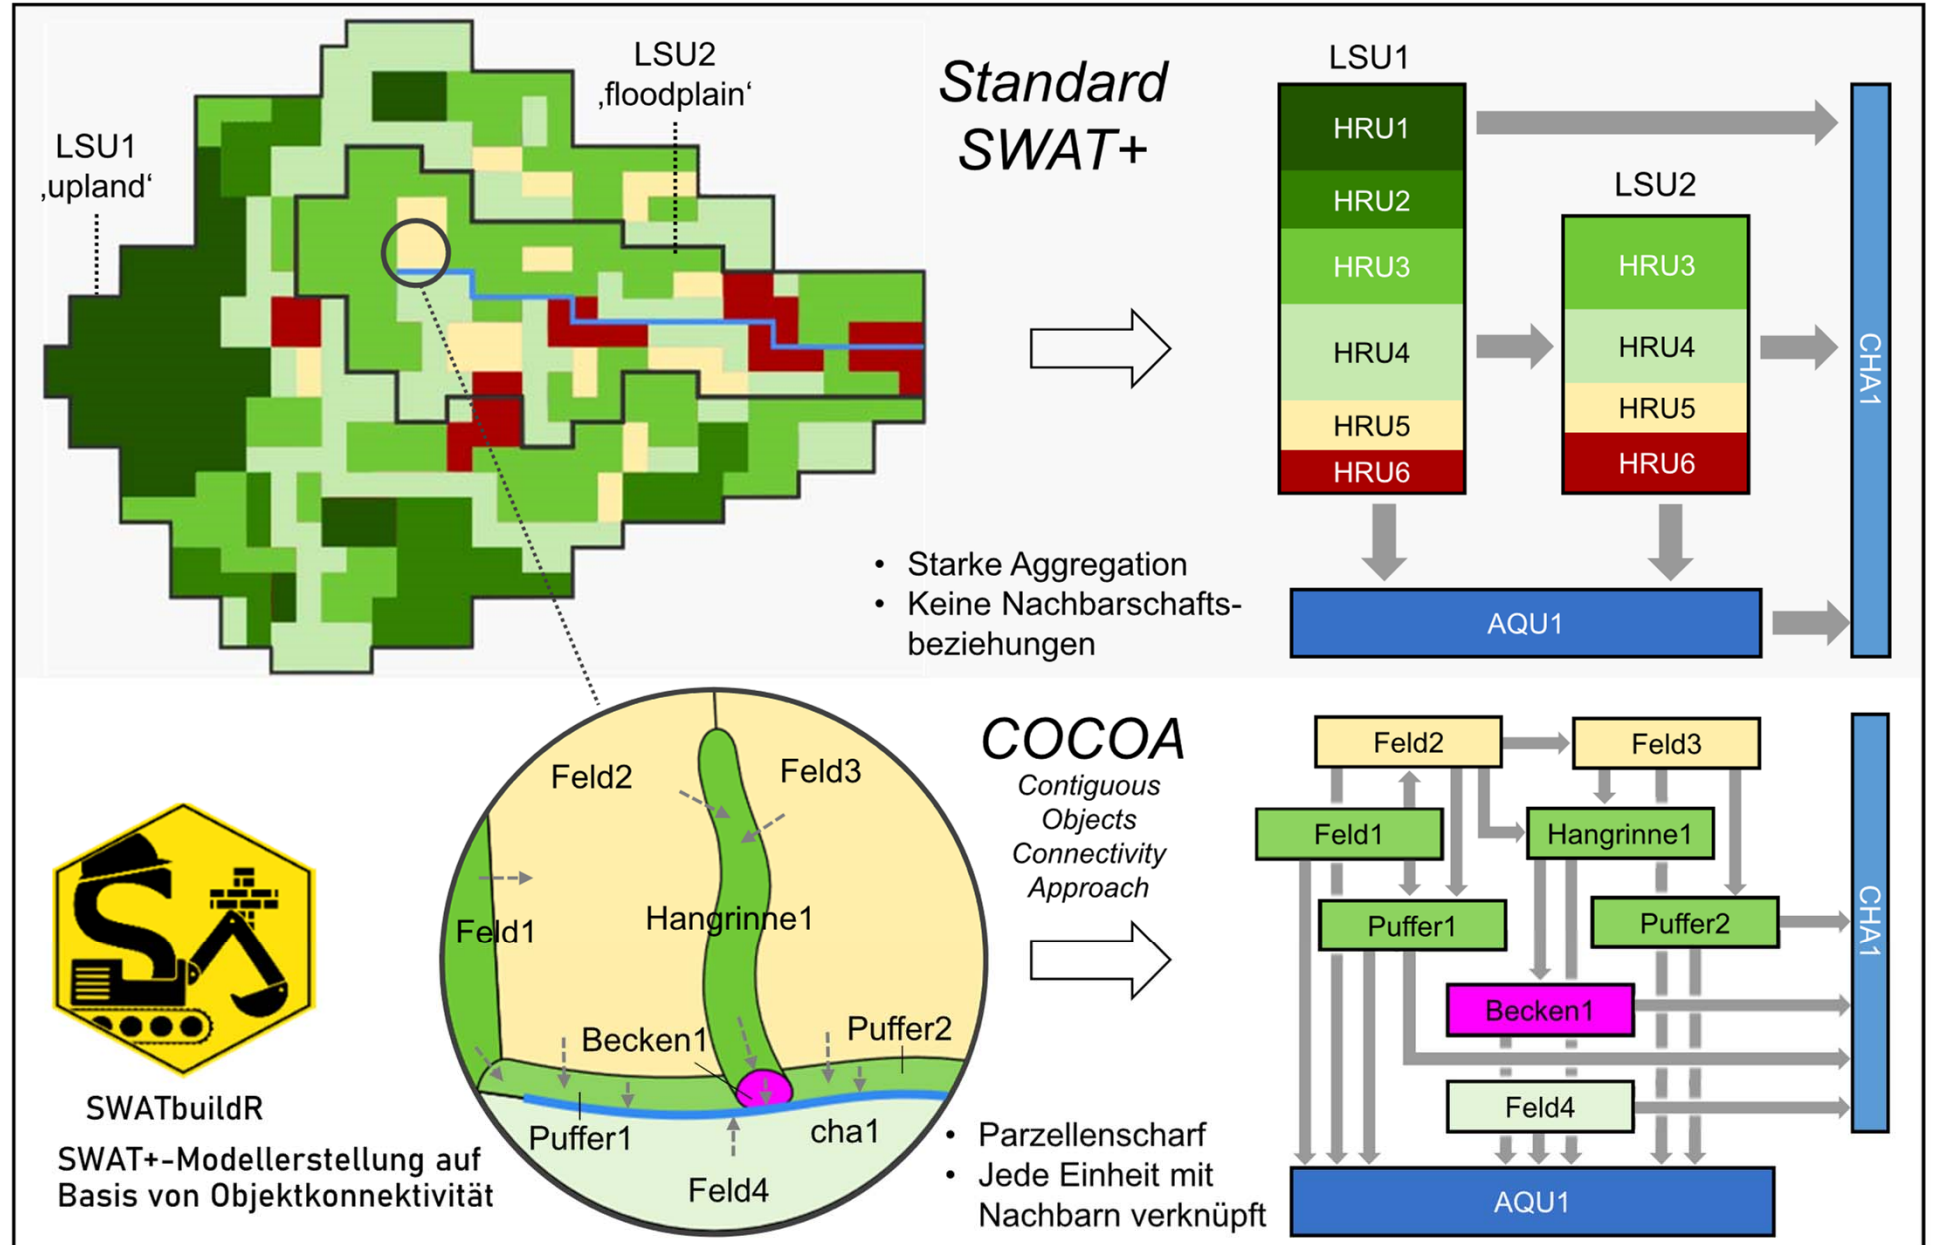 LSU1
‚upland‘
LSU2
‚floodplain‘
Standard
SWAT+
LSU1
HRU1
HRU2
HRU3
HRU4
HRU5
HRU6
LSU2
HRU3
HRU4
HRU5
HRU6
CHA1
AQU1
• Starke Aggregation
• Keine Nachbarschafts-
beziehungen
SWATbuildR
SWAT+-Modellerstellung auf
Basis von Objektkonnektivität
Feld2
Feld3
Feld1
Hangrinne1
Becken1
Puffer2
Puffer1
cha1
Feld4
COCOA
Contiguous
Objects
Connectivity
Approach
• Parzellenscharf
• Jede Einheit mit
Nachbarn verknüpft
Feld2
Feld3
Feld1
Hangrinne1
Puffer1
Puffer2
Becken1
Feld4
CHA1
AQU1